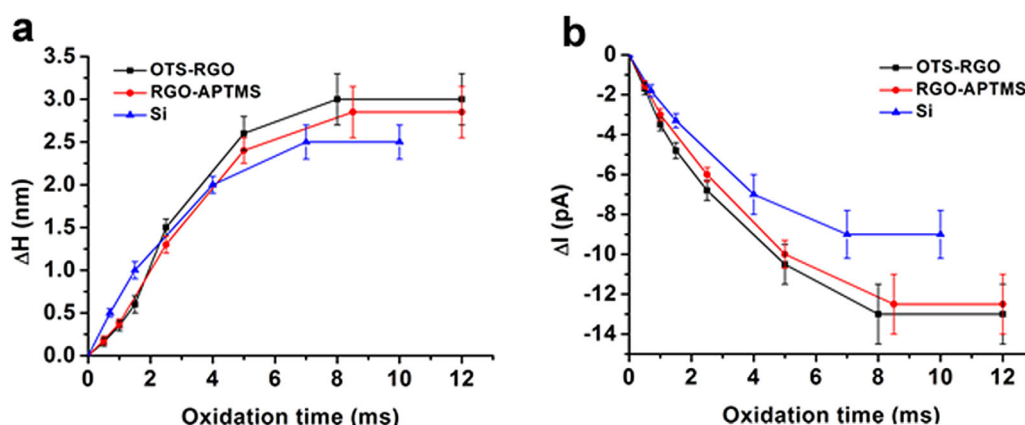 a
3.5
3.0
2.5
2.0
1.5
1.0
0.5
0.0
ΔH (nm)
OTS-RGO
RGO-APTMS
Si
0 2 4 6 8 10 12
Oxidation time (ms)
b
0
-2
-4
-6
-8
-10
-12
-14
ΔI (pA)
OTS-RGO
RGO-APTMS
Si
0 2 4 6 8 10 12
Oxidation time (ms)